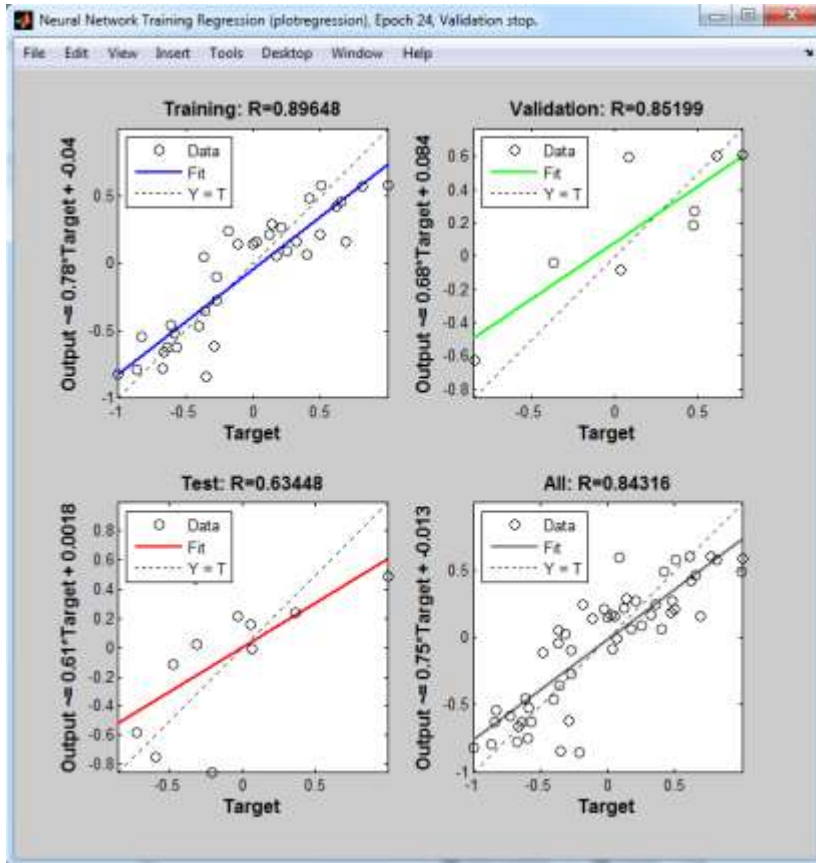 Neural Network Training Regression (plotregression), Epoch 24, Validation stop.
File Edit View Insert Tools Desktop Window Help
Training: R=0.89648
Output ~= 0.78*Target + -0.04
Data
Fit
Y = T
0.5
0
-0.5
-1
-1 -0.5 0 0.5
Target
Validation: R=0.85199
Output ~= 0.68*Target + 0.084
Data
Fit
Y = T
0.6
0.4
0.2
0
-0.2
-0.4
-0.6
-0.8
-0.5 0 0.5
Target
Test: R=0.63448
Output ~= 0.61*Target + 0.0018
Data
Fit
Y = T
0.8
0.6
0.4
0.2
0
-0.2
-0.4
-0.6
-0.8
-0.5 0 0.5
Target
All: R=0.84316
Output ~= 0.75*Target + -0.013
Data
Fit
Y = T
0.5
0
-0.5
-1
-1 -0.5 0 0.5
Target